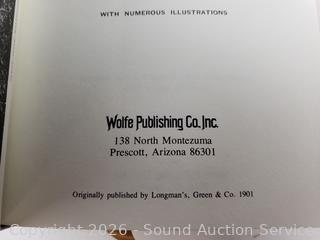 WITH NUMEROUS ILLUSTRATIONS
Wolfe Publishing Co. Inc.
138 North Montezuma
Prescott, Arizona 86301
Originally published by Longman's, Green & Co. 1901
Copyright 2026 - Sound Auction Service